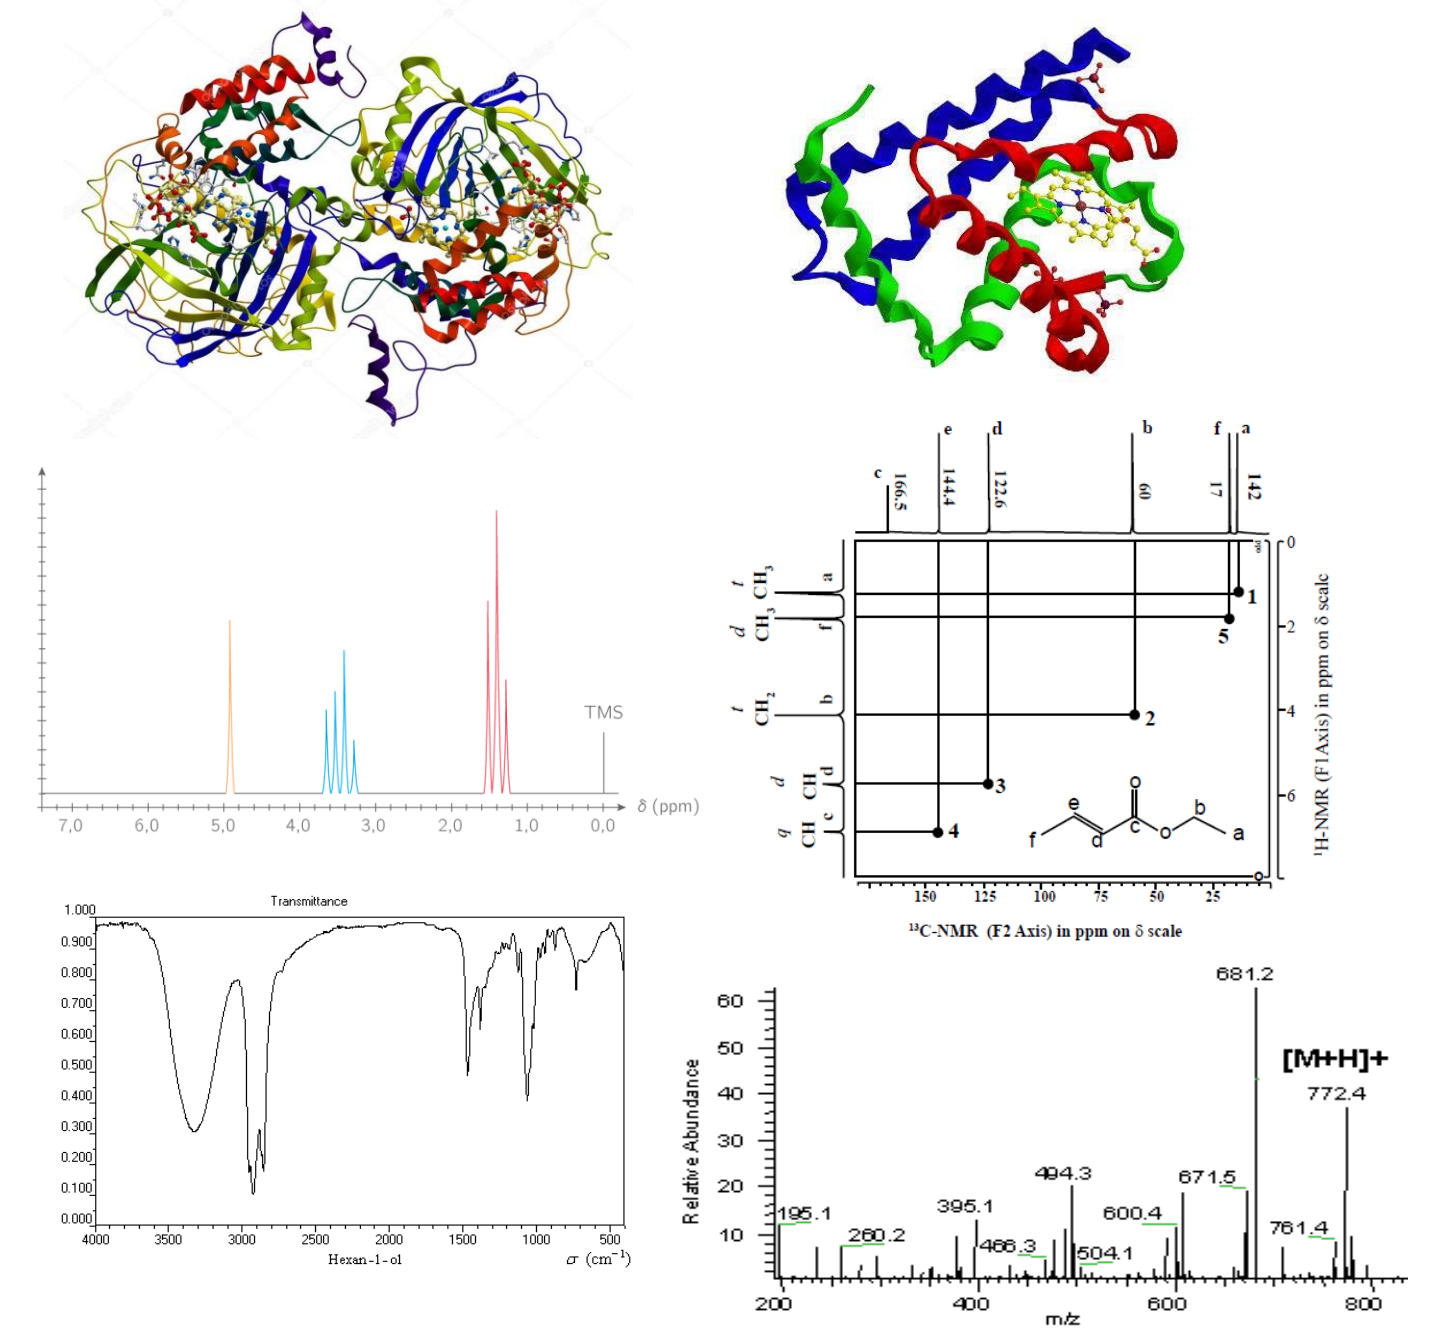 e d b f a
c
166.5 144.4 122.6 60 17 142
0
ppm
t CH3 a
1
d CH3 f
5
2
t CH2 b
4
2
d CH d
3
6
q CH c
4
¹H-NMR (F1Axis) in ppm on δ scale
o
e b
c
f d o a
o
150 125 100 75 50 25
¹³C-NMR (F2 Axis) in ppm on δ scale
TMS
δ (ppm)
7,0 6,0 4,0 3,0 2,0 1,0 0,0
Transmittance
1.000
0.900
0.800
0.700
0.600
0.500
0.400
0.300
0.200
0.100
0.000
4000 3500 3000 2500 2000 1500 1000 500
Hexan-1-ol σ (cm⁻¹)
681.2
60
50
[M+H]+
40
772.4
30
494.3
671.5
20
395.1
195.1
600.4
761.4
260.2
10
466.3
504.1
Relative Abundance
200 400 600 800
m/z